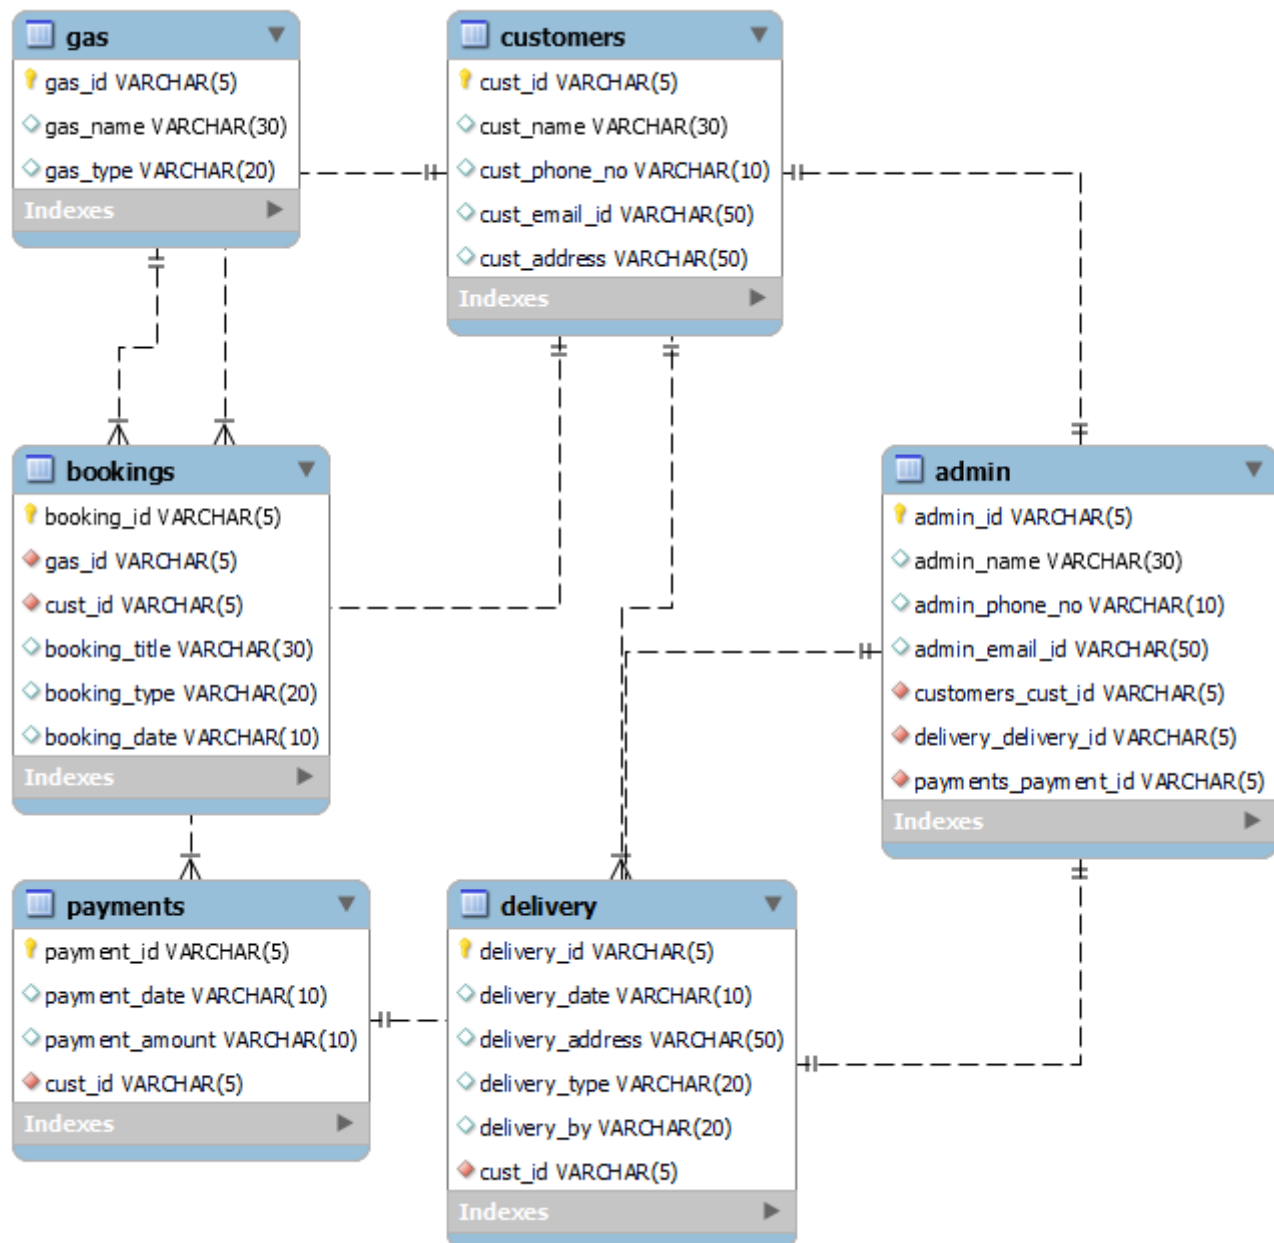 gas
gas_id VARCHAR(5)
gas_name VARCHAR(30)
gas_type VARCHAR(20)
Indexes
customers
cust_id VARCHAR(5)
cust_name VARCHAR(30)
cust_phone_no VARCHAR(10)
cust_email_id VARCHAR(50)
cust_address VARCHAR(50)
Indexes
bookings
booking_id VARCHAR(5)
gas_id VARCHAR(5)
cust_id VARCHAR(5)
booking_title VARCHAR(30)
booking_type VARCHAR(20)
booking_date VARCHAR(10)
Indexes
admin
admin_id VARCHAR(5)
admin_name VARCHAR(30)
admin_phone_no VARCHAR(10)
admin_email_id VARCHAR(50)
customers_cust_id VARCHAR(5)
delivery_delivery_id VARCHAR(5)
payments_payment_id VARCHAR(5)
Indexes
payments
payment_id VARCHAR(5)
payment_date VARCHAR(10)
payment_amount VARCHAR(10)
cust_id VARCHAR(5)
Indexes
delivery
delivery_id VARCHAR(5)
delivery_date VARCHAR(10)
delivery_address VARCHAR(50)
delivery_type VARCHAR(20)
delivery_by VARCHAR(20)
cust_id VARCHAR(5)
Indexes